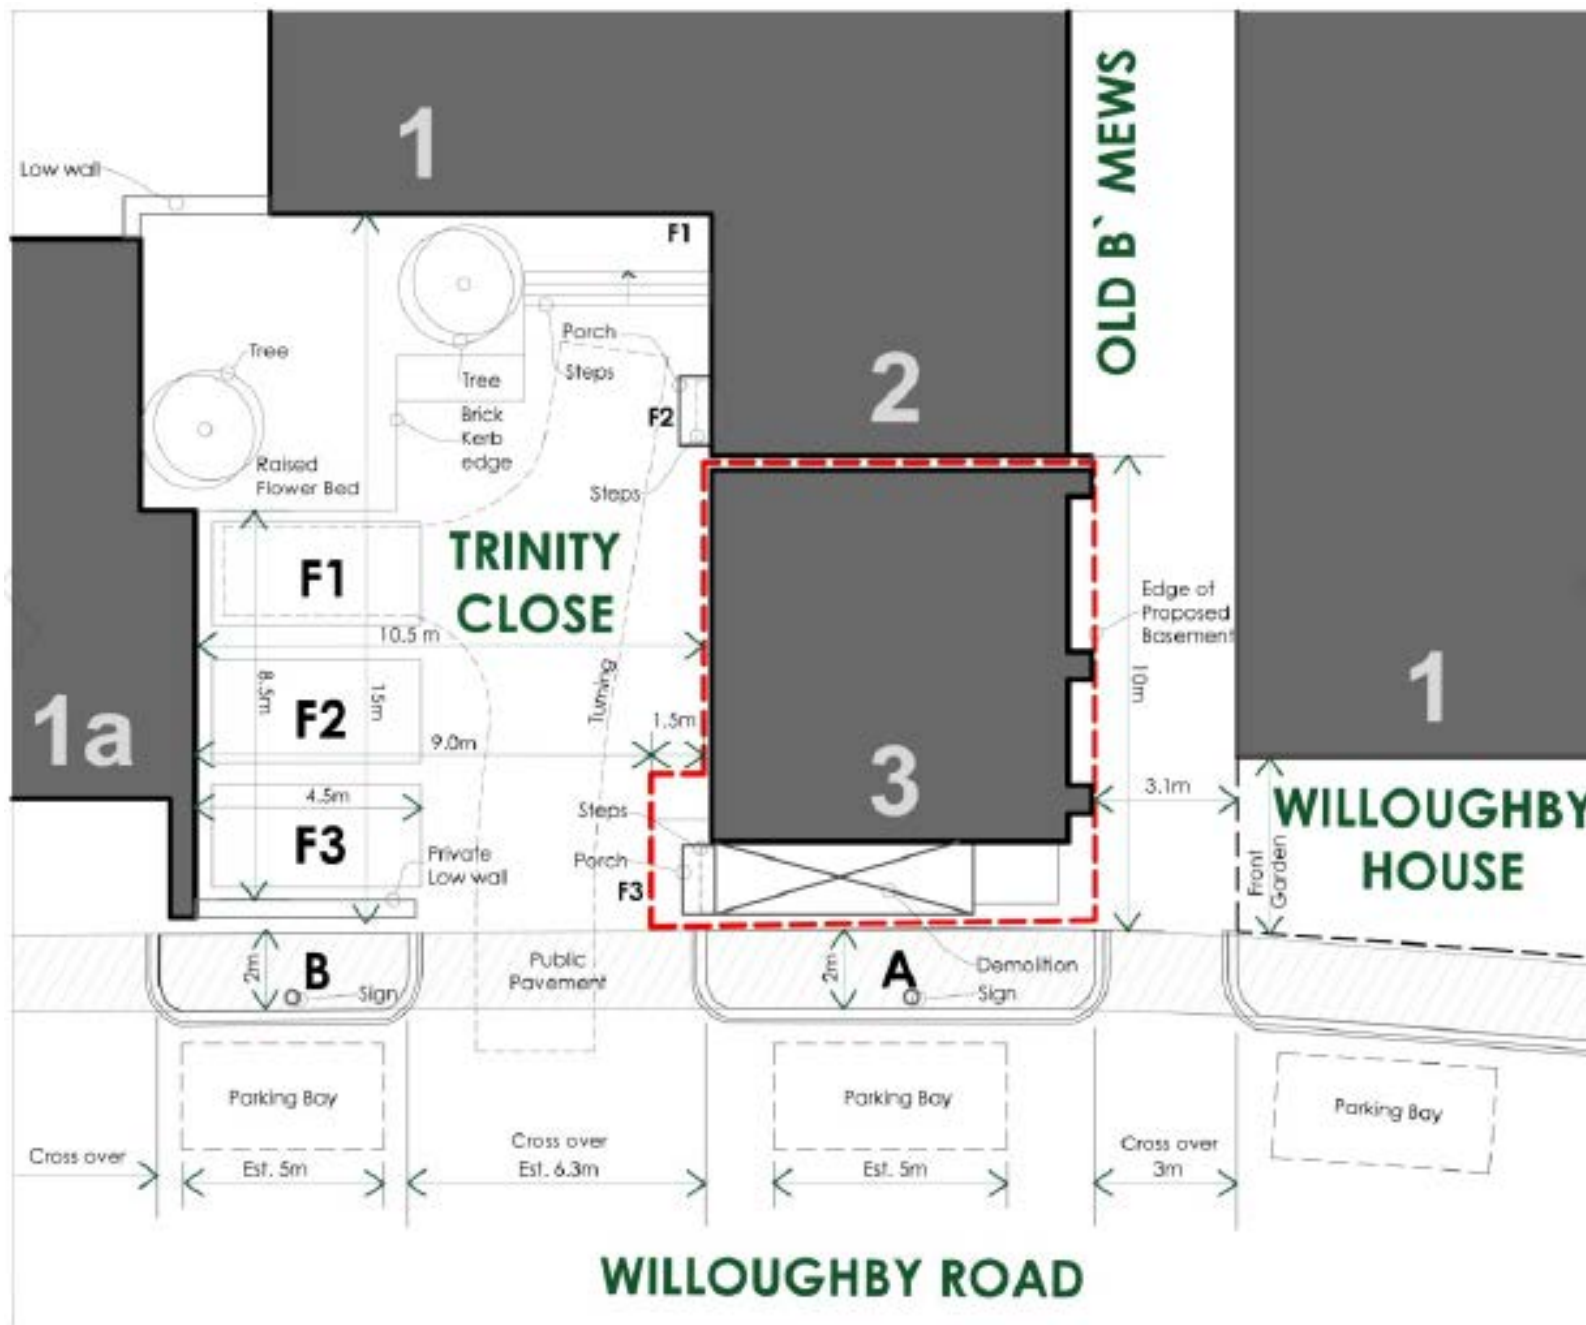 1
OLD B` MEWS
Low wall
F1
Porch
2
Tree
Tree
Steps
Brick
Kerb
edge
F2
Raised
Flower Bed
Steps
TRINITY
CLOSE
F1
Edge of
Proposed
Basement
10.5 m
8.5m
15m
Turning
10m
1a
F2
1.5m
9.0m
1
3
4.5m
3.1m
F3
Steps
Private
Low wall
Porch
F3
Front
Garden
WILLOUGHBY
HOUSE
2m
B
Sign
Public
Pavement
2m
A
Demolition
Sign
Parking Bay
Parking Bay
Parking Bay
Cross over
Est. 5m
Cross over
Est. 6.3m
Est. 5m
Cross over
3m
WILLOUGHBY ROAD